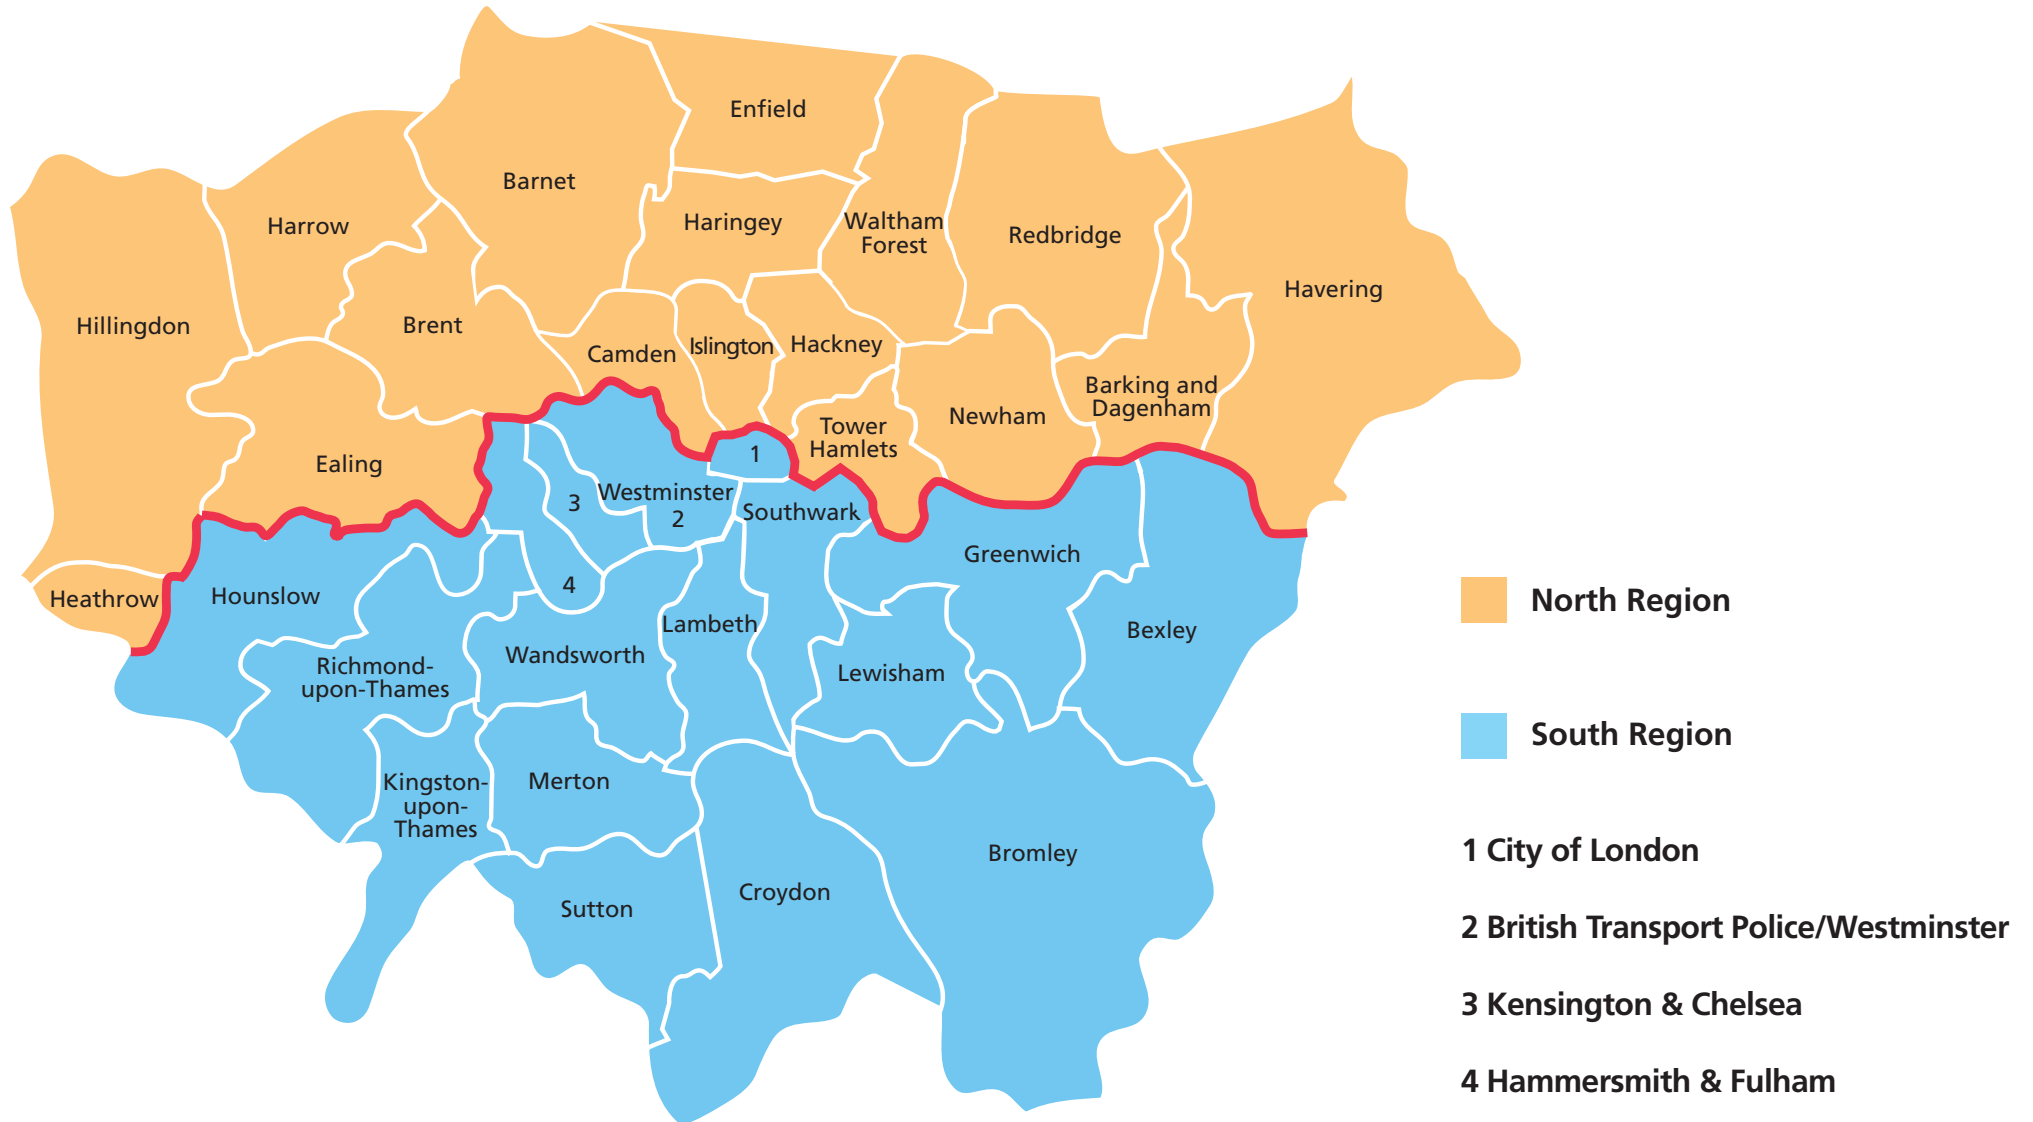 Enfield
Barnet
Haringey
Waltham
Forest
Harrow
Redbridge
Havering
Hillingdon
Brent
Camden
Islington
Hackney
Barking and
Dagenham
Newham
Tower
Hamlets
Ealing
1
3
Westminster
2
Southwark
Greenwich
4
Heathrow
Hounslow
Lambeth
Bexley
Wandsworth
Richmond-
upon-Thames
Lewisham
Kingston-
upon-
Thames
Merton
Bromley
Croydon
Sutton
North Region
South Region
1 City of London
2 British Transport Police/Westminster
3 Kensington & Chelsea
4 Hammersmith & Fulham